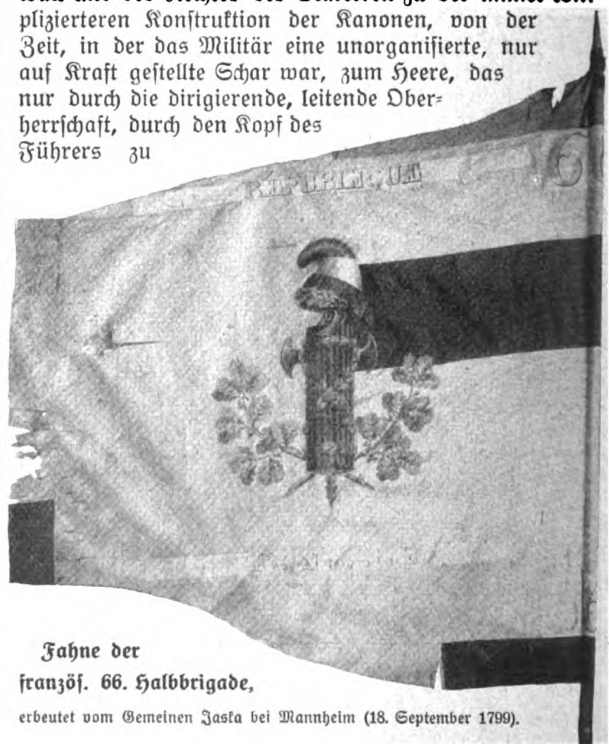 plizierteren Konstruktion der Kanonen, von der
Zeit, in der das Militär eine unorganisierte, nur
auf Kraft gestellte Schar war, zum Heere, das
nur durch die dirigierende, leitende Ober-
herrschaft, durch den Kopf des
Führers zu
Fahne der
französ. 66. Halbbrigade,
erbeutet vom Gemeinen Jaska bei Mannheim (18. September 1799).